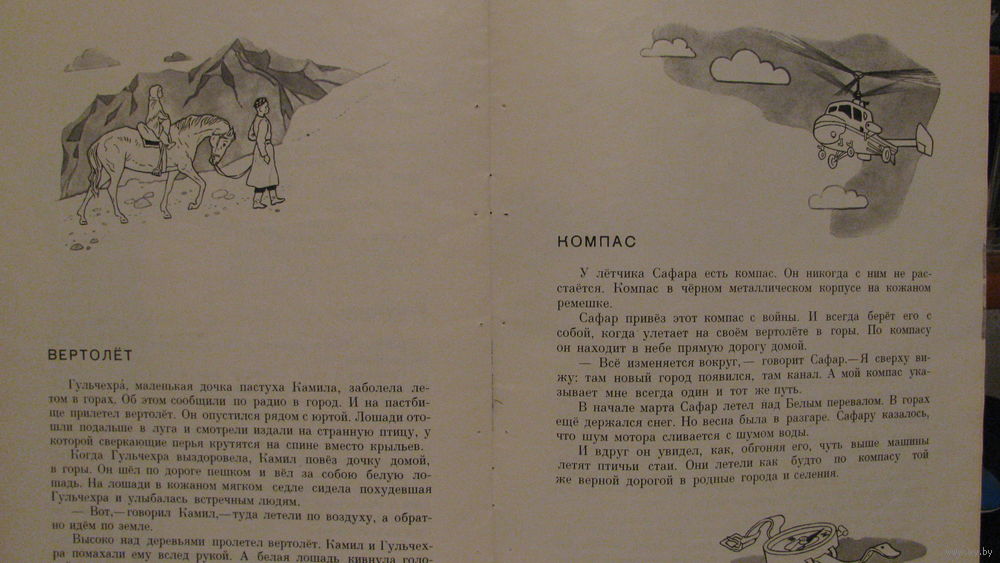 ВЕРТОЛЁТ
Гульчехра́, маленькая дочка пастуха Камила, заболела ле-
том в горах. Об этом сообщили по радио в город. И на пастби-
ще прилетел вертолёт. Он опустился рядом с юртой. Лошади ото-
шли подальше в луга и смотрели издали на странную птицу, у
которой сверкающие перья крутятся на спине вместо крыльев.
Когда Гульчехра выздоровела, Камил повёз дочку домой,
в горы. Он шёл по дороге пешком и вёл за собою белую ло-
шадь. На лошади в кожаном мягком седле сидела похудевшая
Гульчехра и улыбалась встречным людям.
— Вот,— говорил Камил,— туда летели по воздуху, а обрат-
но идём по земле.
Высоко над деревьями пролетел вертолёт. Камил и Гульчех-
ра помахали ему вслед рукой. А белая лошадь кивнула голо-
КОМПАС
У лётчика Сафара есть компас. Он никогда с ним не рас-
стаётся. Компас в чёрном металлическом корпусе на кожаном
ремешке.
Сафар привёз этот компас с войны. И всегда берёт его с
собой, когда улетает на своём вертолёте в горы. По компасу
он находит в небе прямую дорогу домой.
— Всё изменяется вокруг,— говорит Сафар.— Я сверху ви-
жу: там новый город появился, там канал. А мой компас ука-
зывает мне всегда один и тот же путь.
В начале марта Сафар летел над Белым перевалом. В горах
ещё держался снег. Но весна была в разгаре. Сафару казалось,
что шум мотора сливается с шумом воды.
И вдруг он увидел, как, обгоняя его, чуть выше машины
летят птичьи стаи. Они летели как будто по компасу той
же верной дорогой в родные города и селения.